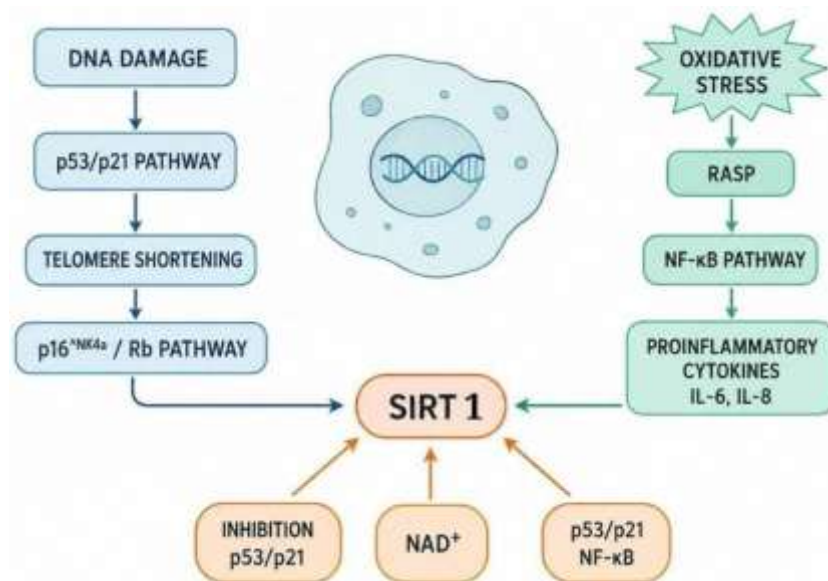 DNA DAMAGE
p53/p21 PATHWAY
TELOMERE SHORTENING
p16^NK4a / Rb PATHWAY
OXIDATIVE
STRESS
RASP
NF-κB PATHWAY
PROINFLAMMATORY
CYTOKINES
IL-6, IL-8
SIRT 1
INHIBITION
p53/p21
NAD⁺
p53/p21
NF-κB